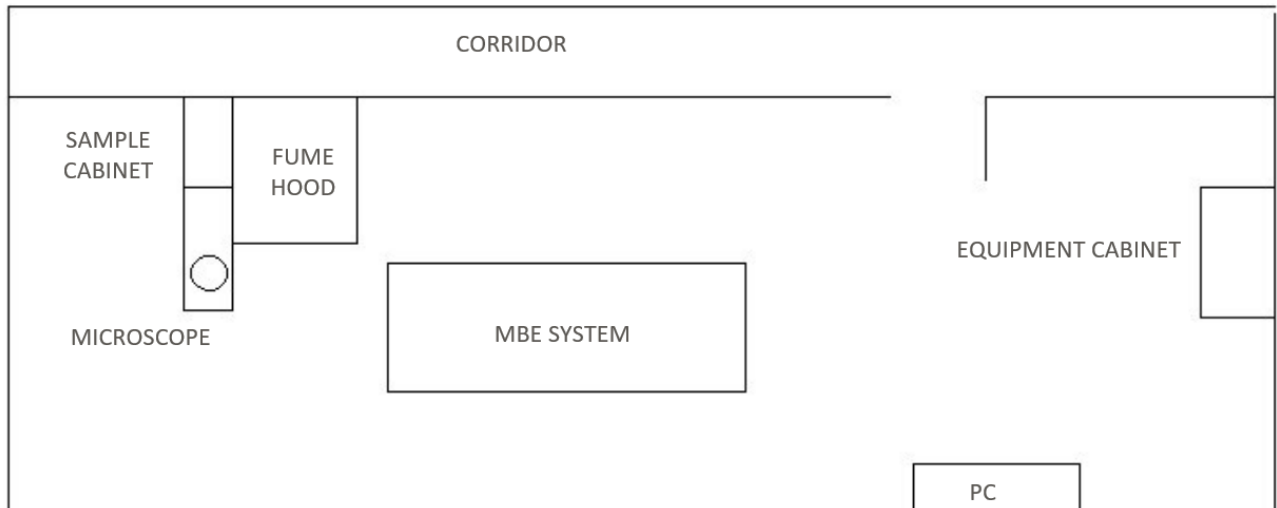 CORRIDOR
SAMPLE
CABINET
FUME
HOOD
EQUIPMENT CABINET
MICROSCOPE
MBE SYSTEM
PC